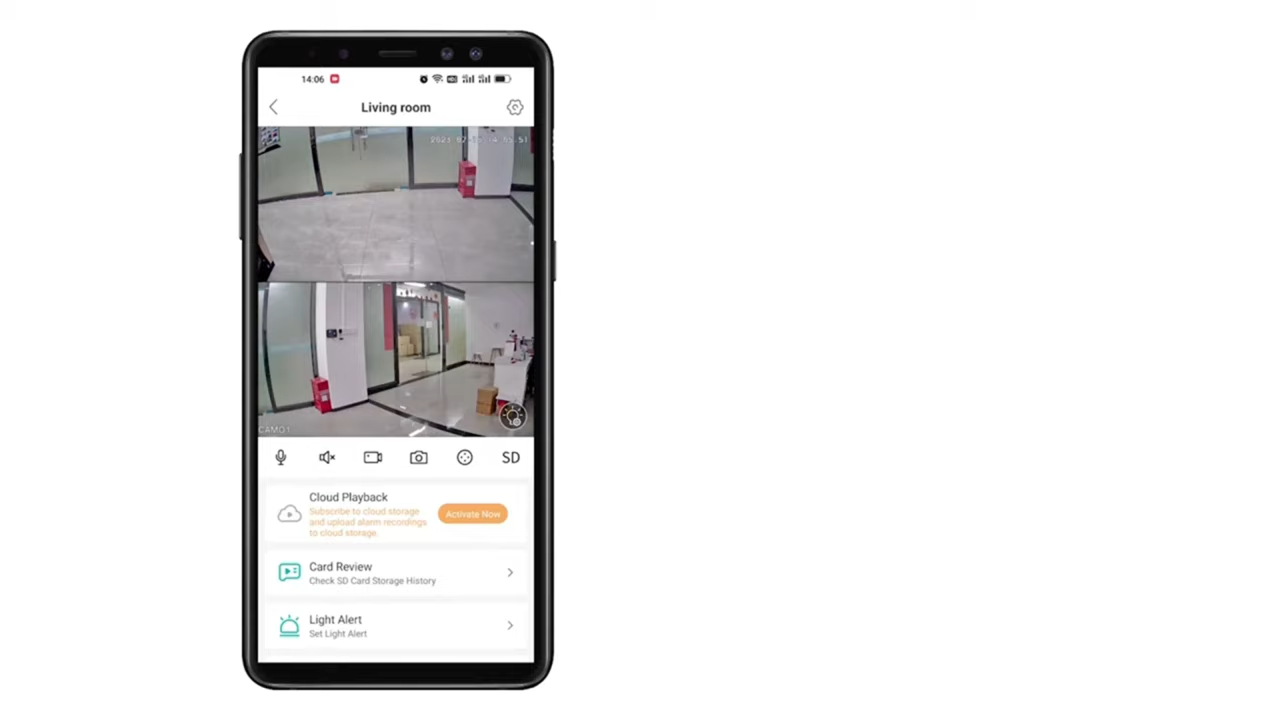 14:06
Living room
CAM01
SD
Cloud Playback
Subscribe to cloud storage
and upload alarm recordings
to cloud storage.
Activate Now
Card Review
Check SD Card Storage History
Light Alert
Set Light Alert